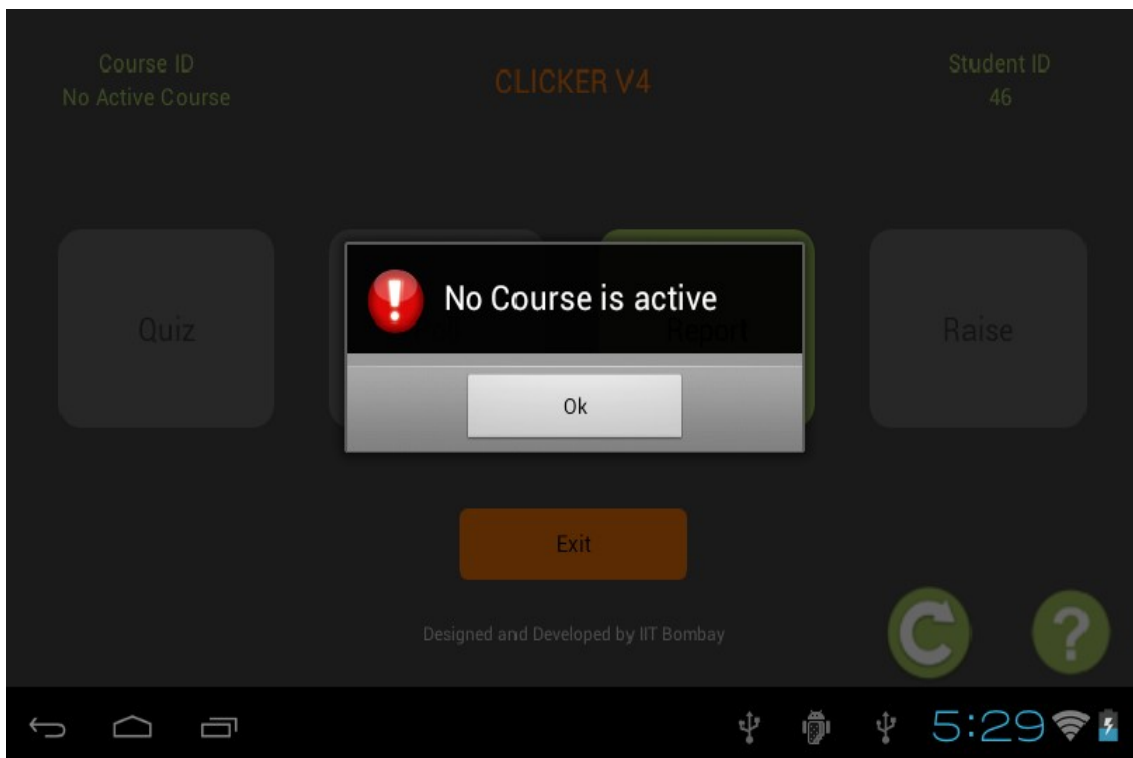 Course ID
No Active Course
CLICKER V4
Student ID
46
No Course is active
Quiz
Report
Raise
Ok
Exit
Designed and Developed by IIT Bombay
5:29